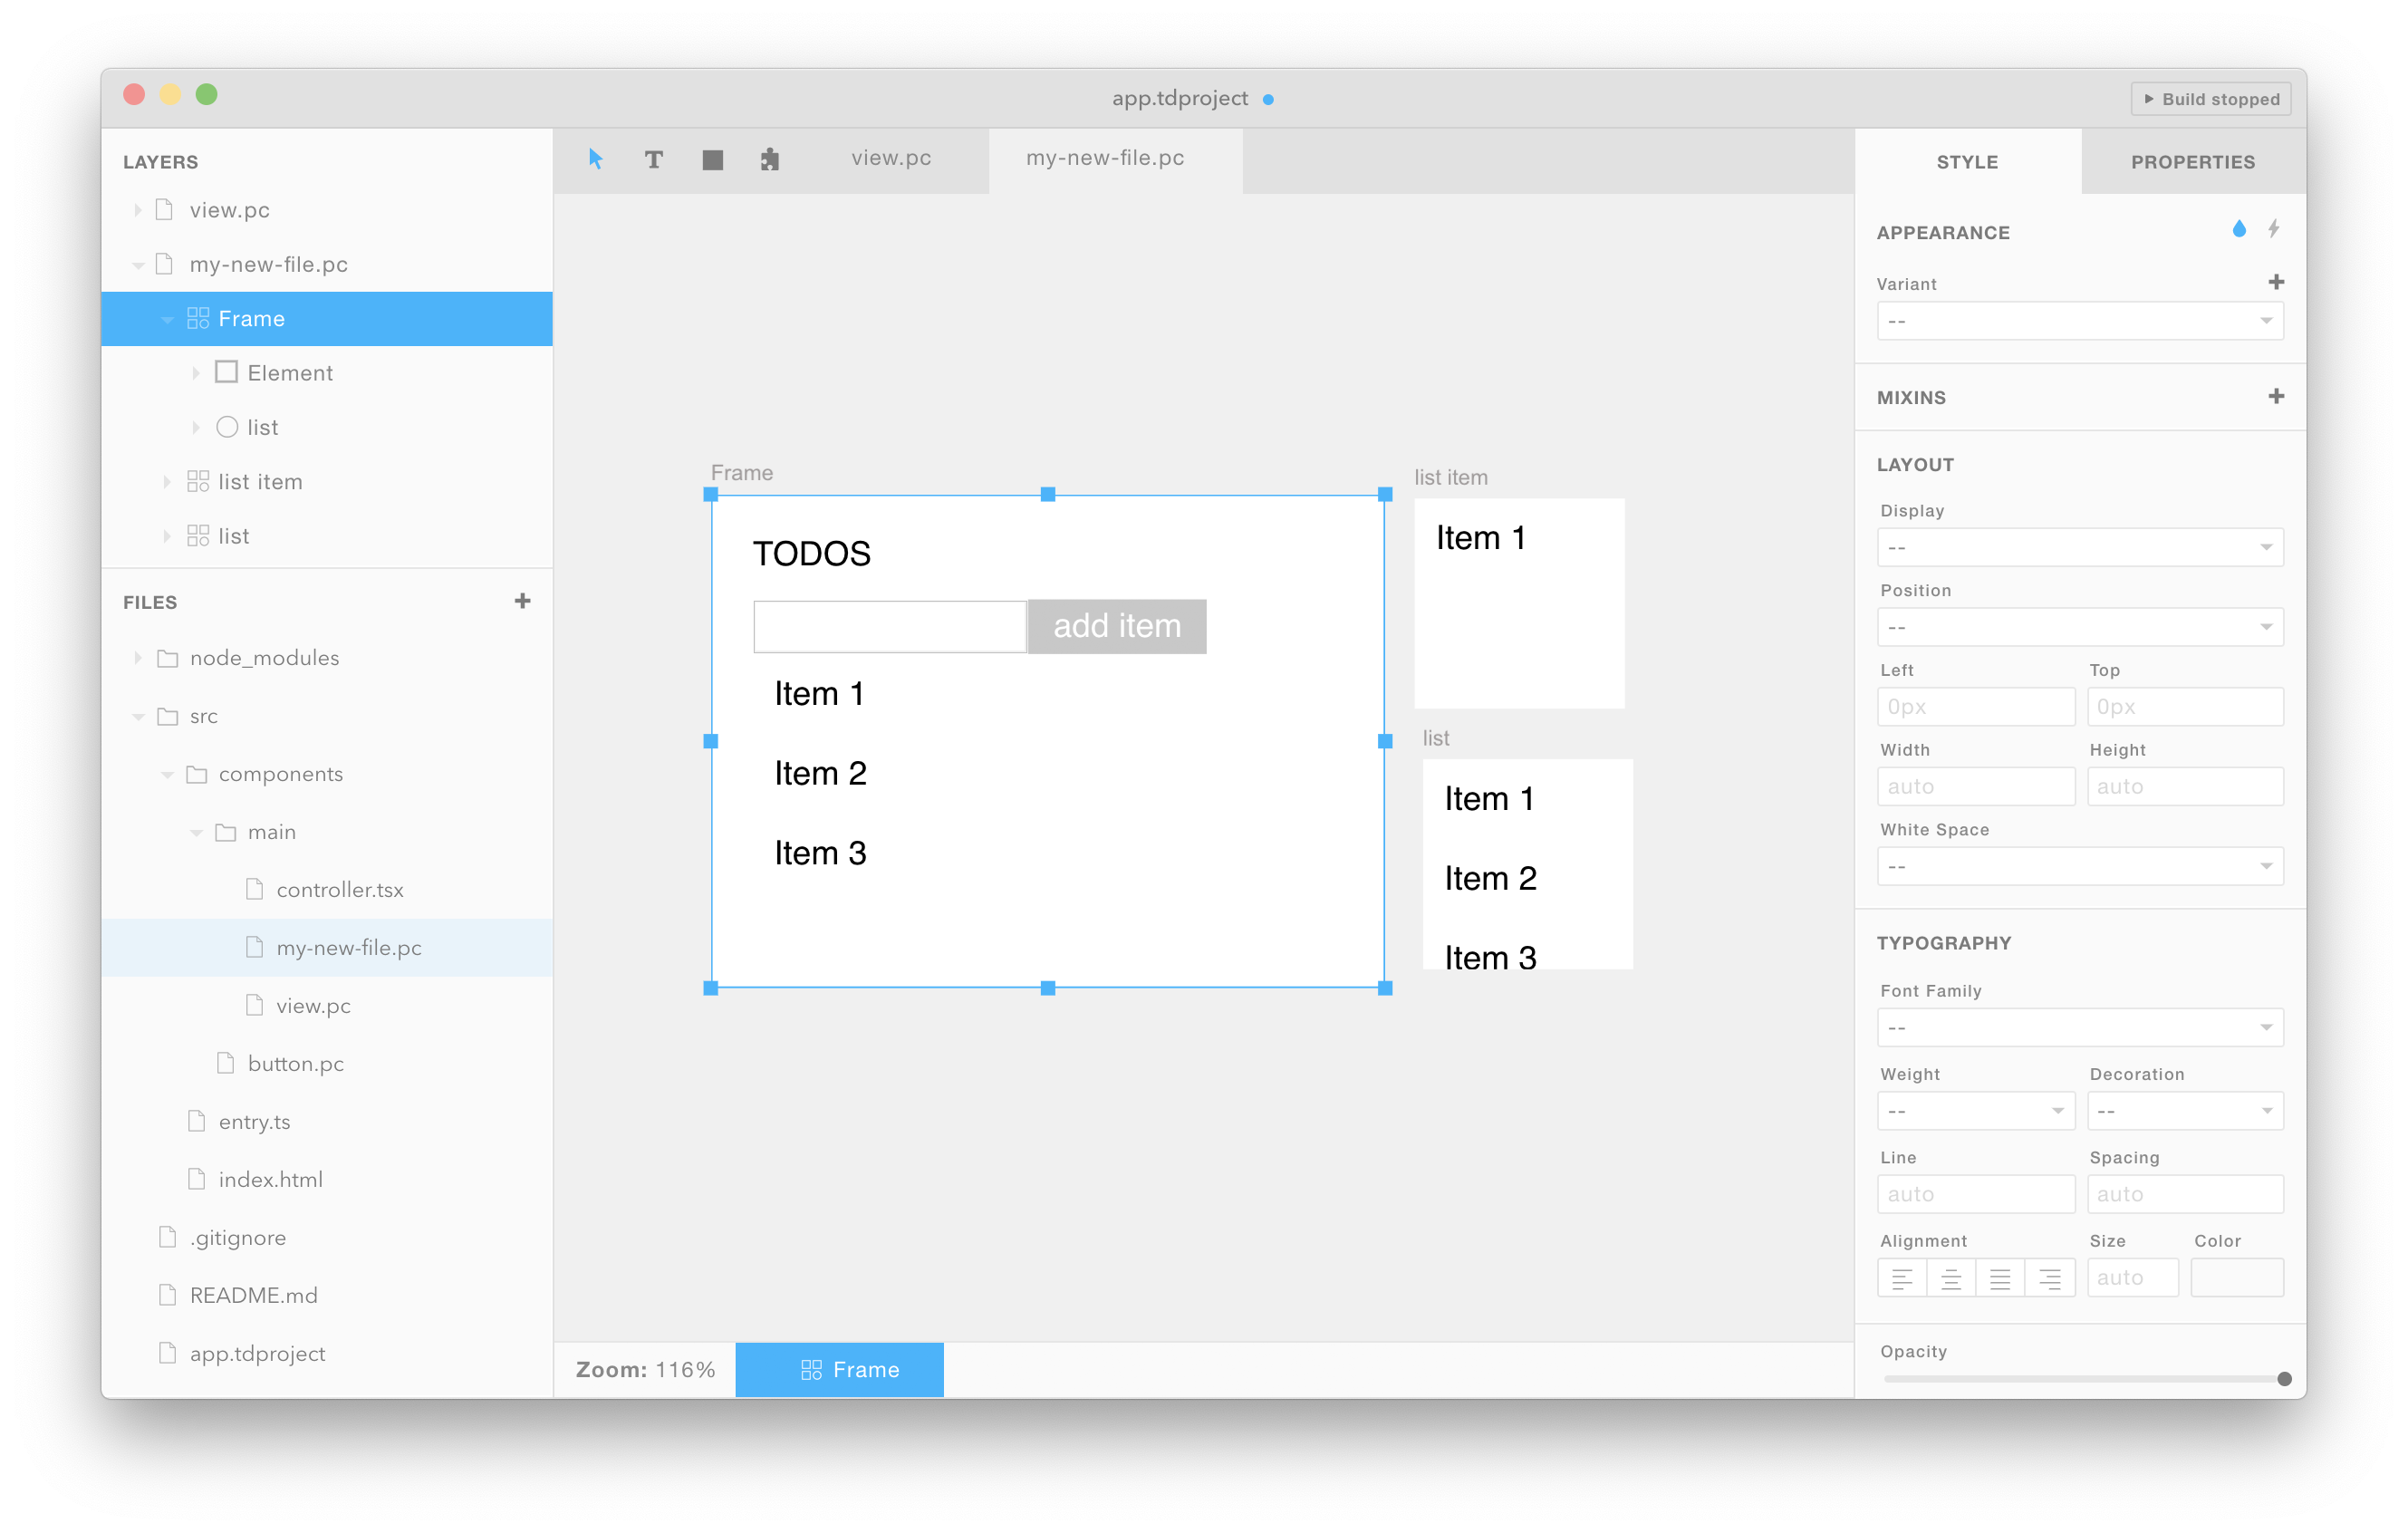 app.tdproject
Build stopped
LAYERS
view.pc
my-new-file.pc
Frame
Element
list
list item
list
FILES
node_modules
src
components
main
controller.tsx
my-new-file.pc
view.pc
button.pc
entry.ts
index.html
.gitignore
README.md
app.tdproject
T
view.pc
my-new-file.pc
Frame
TODOS
add item
Item 1
Item 2
Item 3
list item
Item 1
list
Item 1
Item 2
Item 3
Zoom: 116%
Frame
STYLE
PROPERTIES
APPEARANCE
Variant
--
MIXINS
LAYOUT
Display
--
Position
--
Left Top
0px 0px
Width Height
auto auto
White Space
--
TYPOGRAPHY
Font Family
--
Weight Decoration
-- --
Line Spacing
auto auto
Alignment Size Color
auto
Opacity